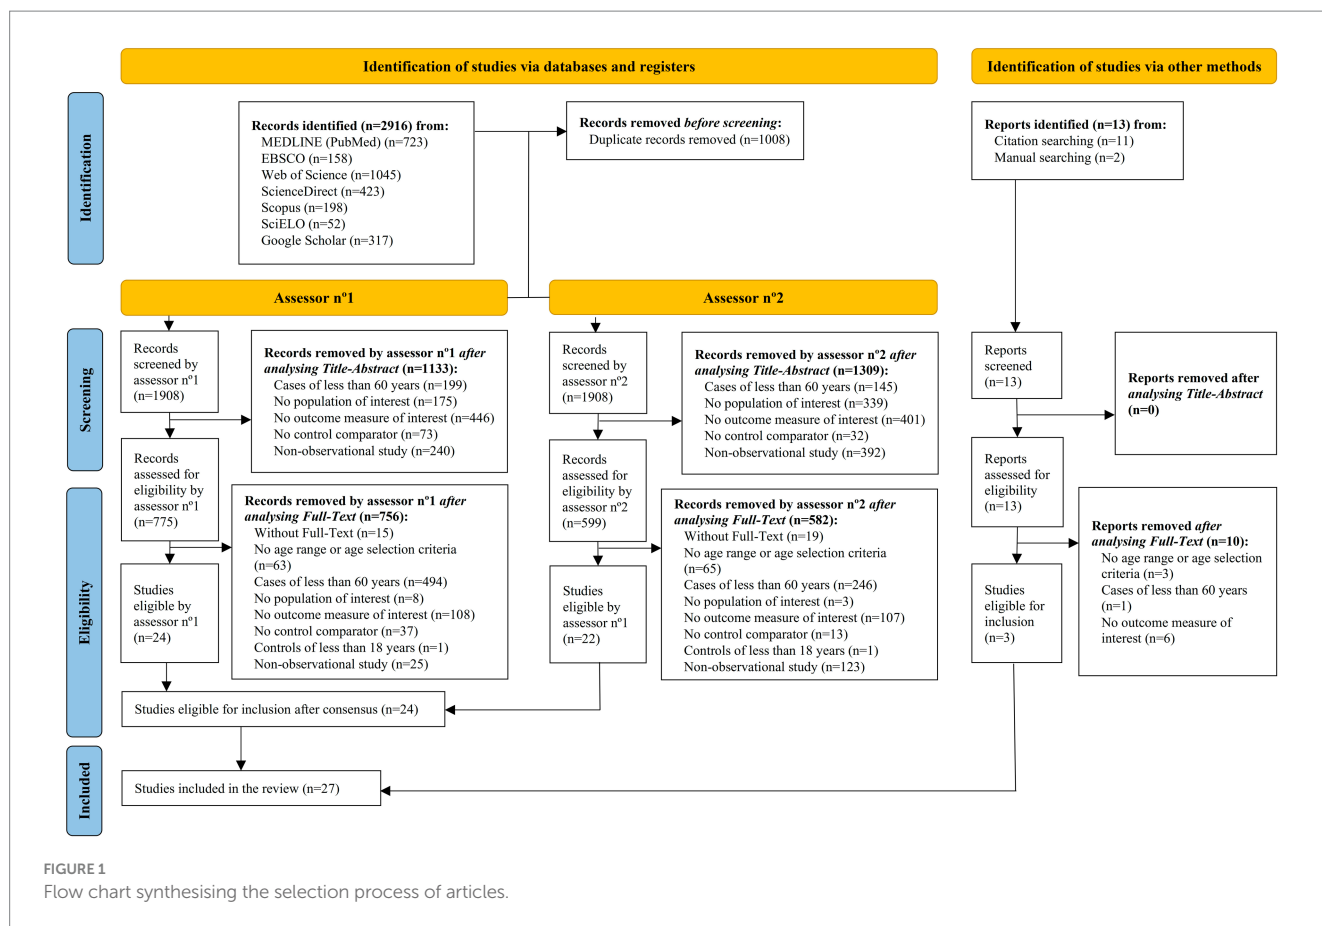 Identification of studies via databases and registers
Identification of studies via other methods
Identification
Records identified (n=2916) from:
MEDLINE (PubMed) (n=723)
EBSCO (n=158)
Web of Science (n=1045)
ScienceDirect (n=423)
Scopus (n=198)
SciELO (n=52)
Google Scholar (n=317)
Records removed before screening:
Duplicate records removed (n=1008)
Reports identified (n=13) from:
Citation searching (n=11)
Manual searching (n=2)
Assessor nº1
Assessor nº2
Screening
Records
screened by
assessor nº1
(n=1908)
Records removed by assessor nº1 after
analysing Title-Abstract (n=1133):
Cases of less than 60 years (n=199)
No population of interest (n=175)
No outcome measure of interest (n=446)
No control comparator (n=73)
Non-observational study (n=240)
Records
screened by
assessor nº2
(n=1908)
Records removed by assessor nº2 after
analysing Title-Abstract (n=1309):
Cases of less than 60 years (n=145)
No population of interest (n=339)
No outcome measure of interest (n=401)
No control comparator (n=32)
Non-observational study (n=392)
Reports
screened
(n=13)
Reports removed after
analysing Title-Abstract
(n=0)
Records
assessed for
eligibility by
assessor nº1
(n=775)
Records
assessed for
eligibility by
assessor nº2
(n=599)
Reports
assessed for
eligibility
(n=13)
Eligibility
Records removed by assessor nº1 after
analysing Full-Text (n=756):
Without Full-Text (n=15)
No age range or age selection criteria
(n=63)
Cases of less than 60 years (n=494)
No population of interest (n=8)
No outcome measure of interest (n=108)
No control comparator (n=37)
Controls of less than 18 years (n=1)
Non-observational study (n=25)
Records removed by assessor nº2 after
analysing Full-Text (n=582):
Without Full-Text (n=19)
No age range or age selection criteria
(n=65)
Cases of less than 60 years (n=246)
No population of interest (n=3)
No outcome measure of interest (n=107)
No control comparator (n=13)
Controls of less than 18 years (n=1)
Non-observational study (n=123)
Reports removed after
analysing Full-Text (n=10):
No age range or age selection
criteria (n=3)
Cases of less than 60 years
(n=1)
No outcome measure of
interest (n=6)
Studies
eligible by
assessor nº1
(n=24)
Studies
eligible by
assessor nº1
(n=22)
Studies
eligible for
inclusion
(n=3)
Studies eligible for inclusion after consensus (n=24)
Included
Studies included in the review (n=27)
FIGURE 1
Flow chart synthesising the selection process of articles.